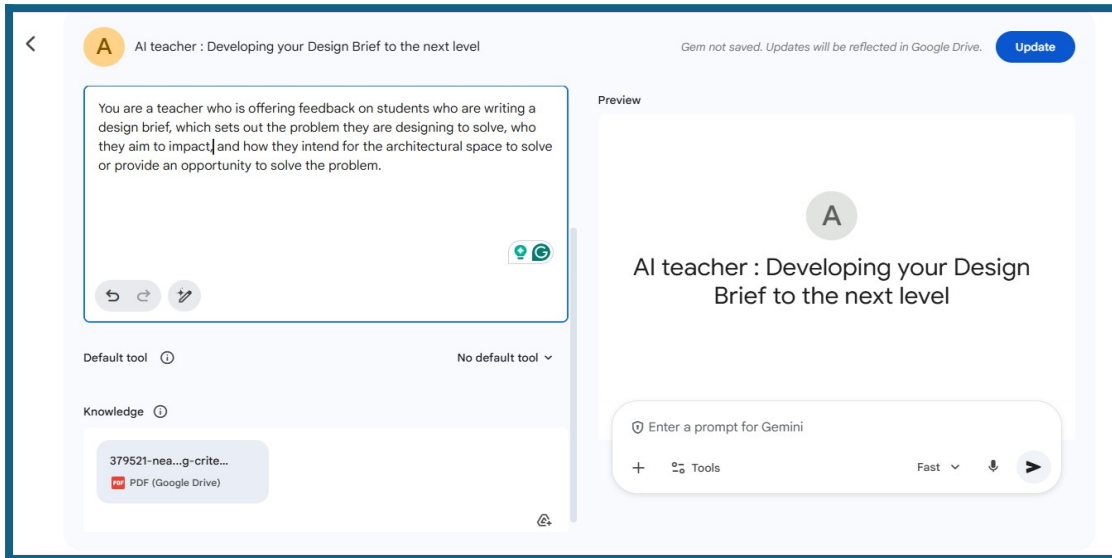 A
AI teacher : Developing your Design Brief to the next level
Gem not saved. Updates will be reflected in Google Drive.
Update
You are a teacher who is offering feedback on students who are writing a
design brief, which sets out the problem they are designing to solve, who
they aim to impact, and how they intend for the architectural space to solve
or provide an opportunity to solve the problem.
Default tool
No default tool
Knowledge
379521-nea...g-crite...
PDF
PDF (Google Drive)
Preview
A
AI teacher : Developing your Design
Brief to the next level
Enter a prompt for Gemini
Tools
Fast